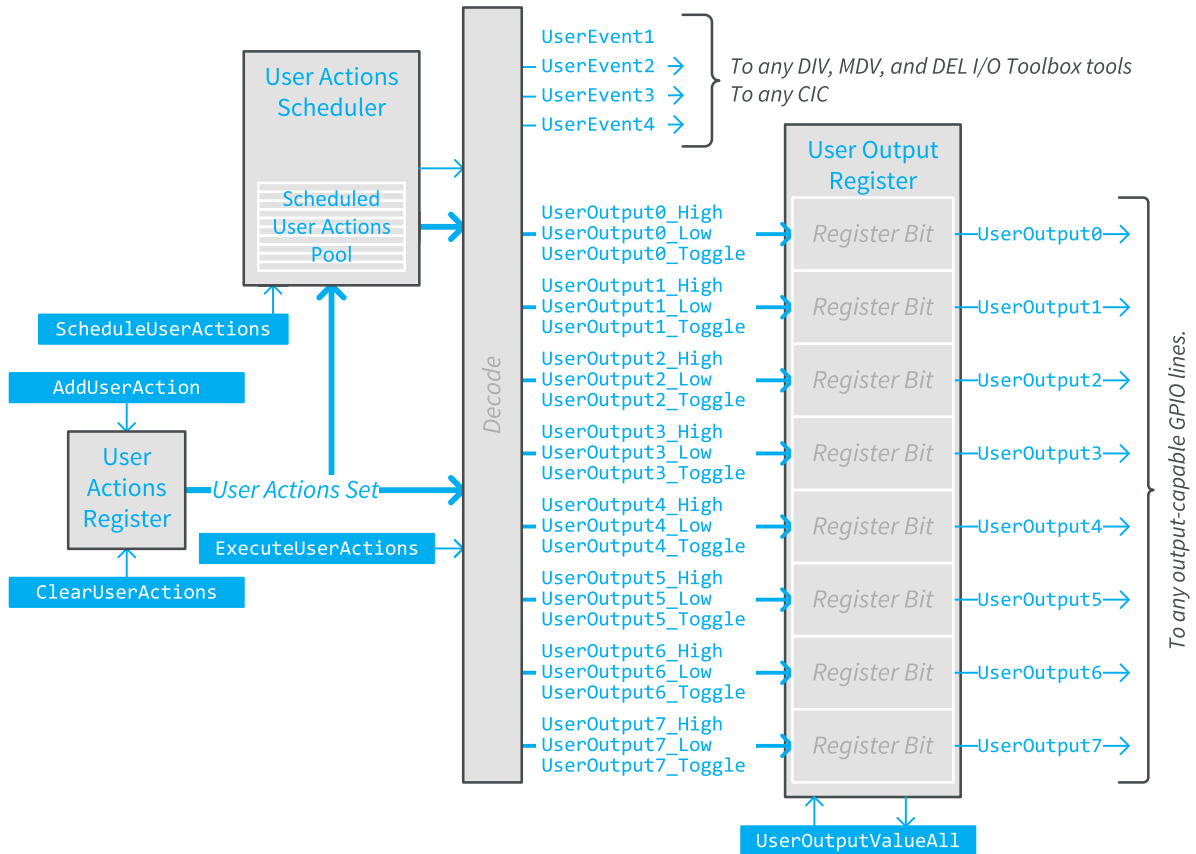 User Actions
Scheduler
Scheduled
User Actions
Pool
ScheduleUserActions
AddUserAction
User
Actions
Register
User Actions Set
ExecuteUserActions
ClearUserActions
Decode
UserEvent1
UserEvent2
UserEvent3
UserEvent4
To any DIV, MDV, and DEL I/O Toolbox tools
To any CIC
UserOutput0_High
UserOutput0_Low
UserOutput0_Toggle
UserOutput1_High
UserOutput1_Low
UserOutput1_Toggle
UserOutput2_High
UserOutput2_Low
UserOutput2_Toggle
UserOutput3_High
UserOutput3_Low
UserOutput3_Toggle
UserOutput4_High
UserOutput4_Low
UserOutput4_Toggle
UserOutput5_High
UserOutput5_Low
UserOutput5_Toggle
UserOutput6_High
UserOutput6_Low
UserOutput6_Toggle
UserOutput7_High
UserOutput7_Low
UserOutput7_Toggle
User Output
Register
Register Bit
Register Bit
Register Bit
Register Bit
Register Bit
Register Bit
Register Bit
Register Bit
UserOutput0
UserOutput1
UserOutput2
UserOutput3
UserOutput4
UserOutput5
UserOutput6
UserOutput7
To any output-capable GPIO lines.
UserOutputValueAll